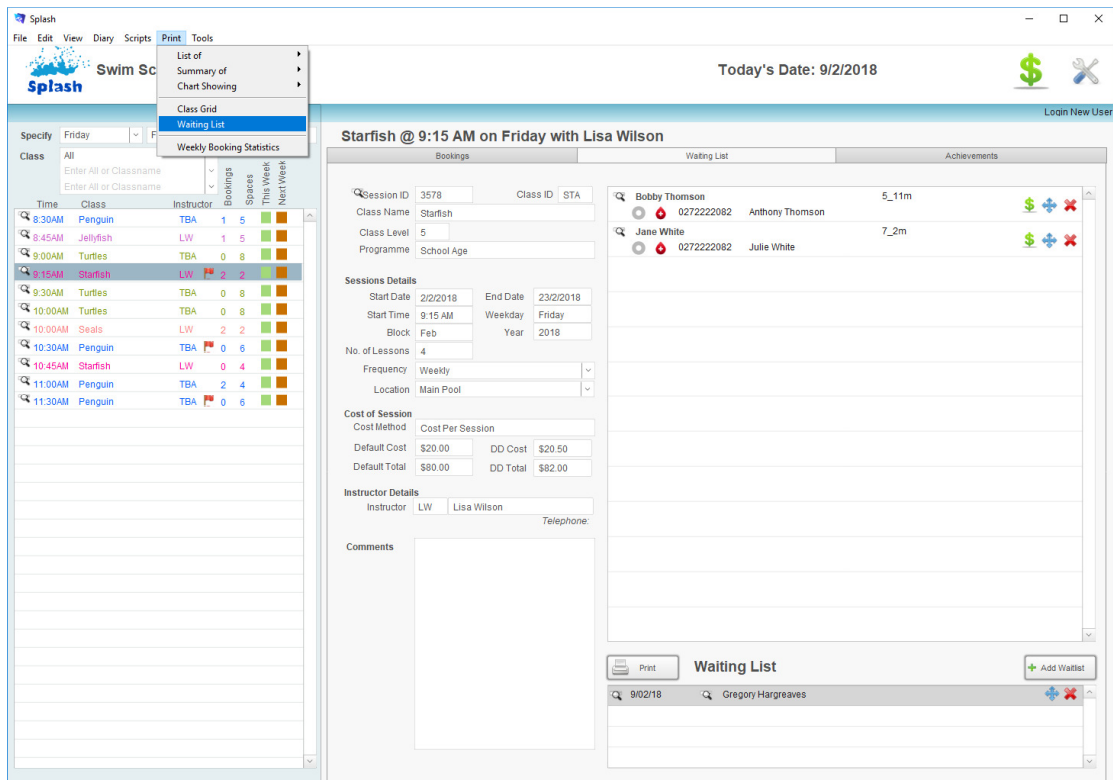 Splash
File Edit View Diary Scripts Print Tools
List of
Summary of
Chart Showing
Class Grid
Waiting List
Weekly Booking Statistics
Splash
Swim Sc
Today's Date: 9/2/2018
Login New User
Specify Friday F
Class All
Enter All or Classname
Enter All or Classname
Time Class Instructor Bookings Spaces This Week Next Week
8:30AM Penguin TBA 1 5
8:45AM Jellyfish LW 1 5
9:00AM Turtles TBA 0 8
9:15AM Starfish LW 2 2
9:30AM Turtles TBA 0 8
10:00AM Turtles TBA 0 8
10:00AM Seals LW 2 2
10:30AM Penguin TBA 0 6
10:45AM Starfish LW 0 4
11:00AM Penguin TBA 2 4
11:30AM Penguin TBA 0 6
Starfish @ 9:15 AM on Friday with Lisa Wilson
Bookings Waiting List Achievements
Session ID 3578 Class ID STA
Class Name Starfish
Class Level 5
Programme School Age
Sessions Details
Start Date 2/2/2018 End Date 23/2/2018
Start Time 9:15 AM Weekday Friday
Block Feb Year 2018
No. of Lessons 4
Frequency Weekly
Location Main Pool
Cost of Session
Cost Method Cost Per Session
Default Cost $20.00 DD Cost $20.50
Default Total $80.00 DD Total $82.00
Instructor Details
Instructor LW Lisa Wilson
Telephone:
Comments
Bobby Thomson 5_11m
0272222082 Anthony Thomson
Jane White 7_2m
0272222082 Julie White
Print Waiting List Add Waitlist
9/02/18 Gregory Hargreaves